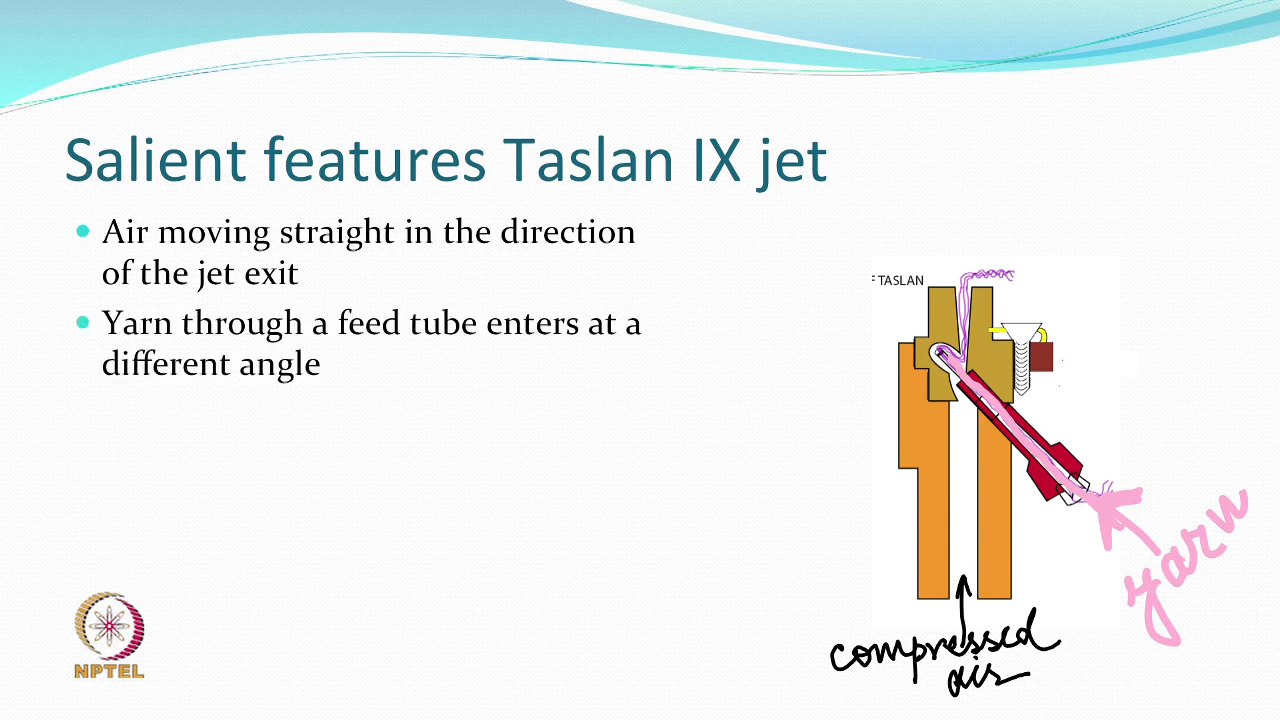 Salient features Taslan IX jet
Air moving straight in the direction
of the jet exit
Yarn through a feed tube enters at a
different angle
F TASLAN
yarn
compressed
air
NPTEL